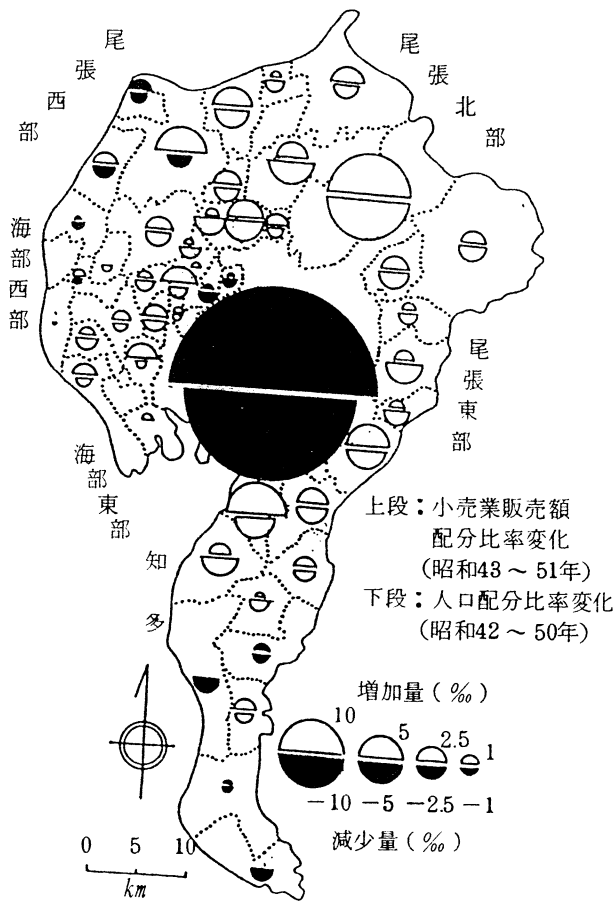 尾張西部
尾張北部
海部西部
尾張東部
海部東部
知多
上段：小売業販売額
配分比率変化
(昭和43～51年)
下段：人口配分比率変化
(昭和42～50年)
増加量(‰)
10 5 2.5 1
－10 －5 －2.5 －1
減少量(‰)
0 5 10
km